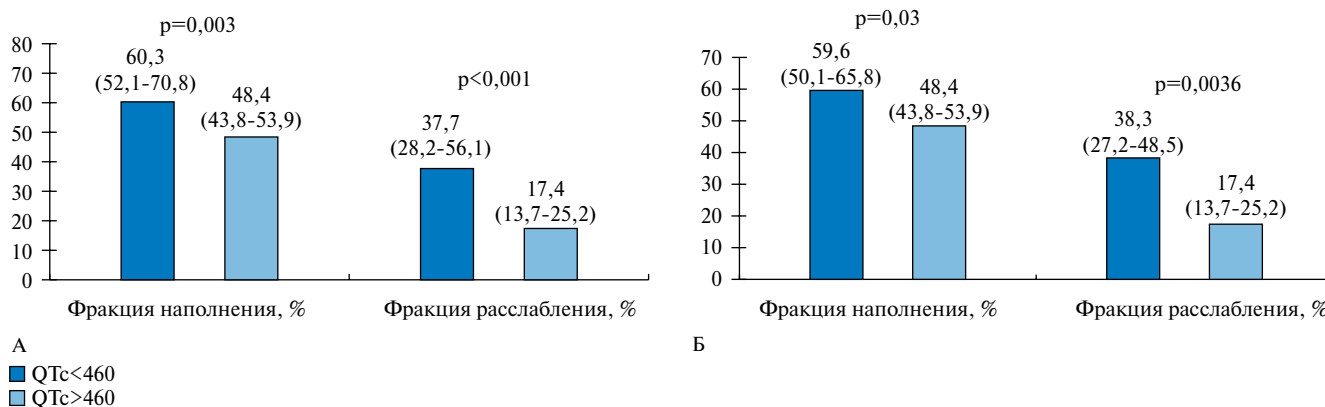 p=0,003
80
70
60
50
40
30
20
10
0
60,3
(52,1-70,8)
48,4
(43,8-53,9)
p<0,001
37,7
(28,2-56,1)
17,4
(13,7-25,2)
Фракция наполнения, %
Фракция расслабления, %
А
QTc<460
QTc>460
p=0,03
70
60
50
40
30
20
10
0
59,6
(50,1-65,8)
48,4
(43,8-53,9)
p=0,0036
38,3
(27,2-48,5)
17,4
(13,7-25,2)
Фракция наполнения, %
Фракция расслабления, %
Б